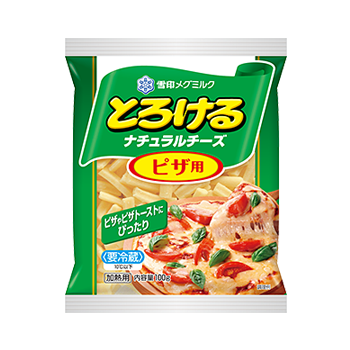 雪印メグミルク
とろける
ナチュラルチーズ
ピザ用
ピザやピザトーストに
ぴったり
要冷蔵
10℃以下
加熱用 内容量100g